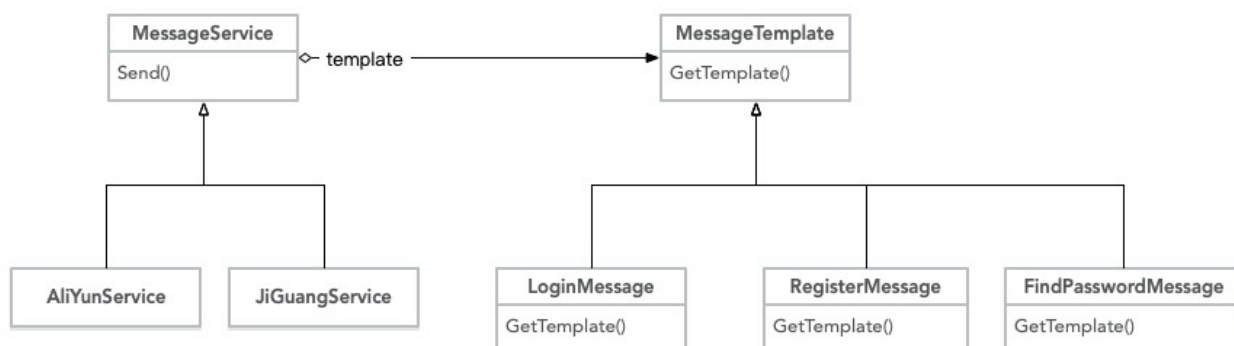 MessageService
Send()
template
MessageTemplate
GetTemplate()
AliYunService
JiGuangService
LoginMessage
GetTemplate()
RegisterMessage
GetTemplate()
FindPasswordMessage
GetTemplate()